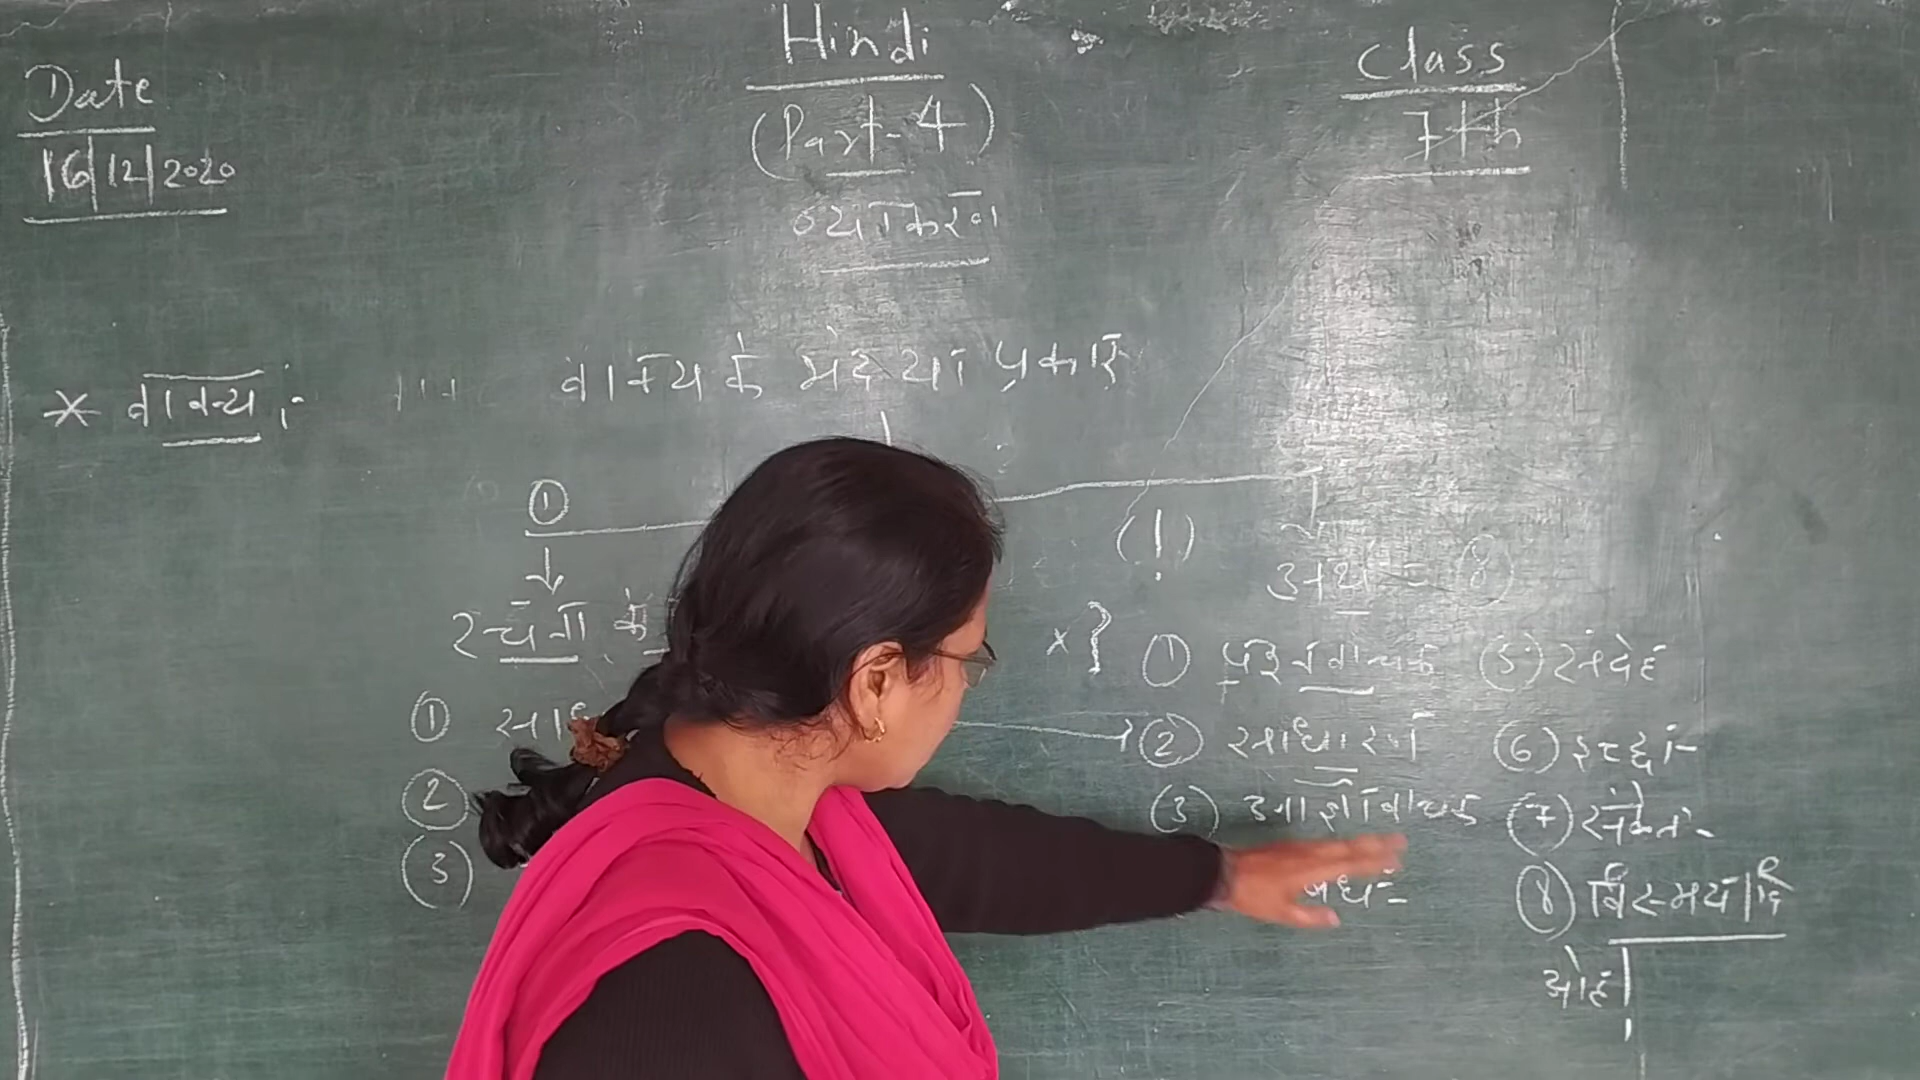 Hindi
Class
Date
(Part-4)
7th
16/12/2020
व्याकरण
* वाक्य :-
वाक्य के भेद या प्रकार
①
(!)
अर्थ = ⑧
रचना के
× ?
① प्रश्नवाचक
⑤ संदेह
①
② साधारण
⑥ इच्छा -
②
③ आज्ञावाचक
⑦ संकेत -
③
⑧ विस्मयादि
ओह!